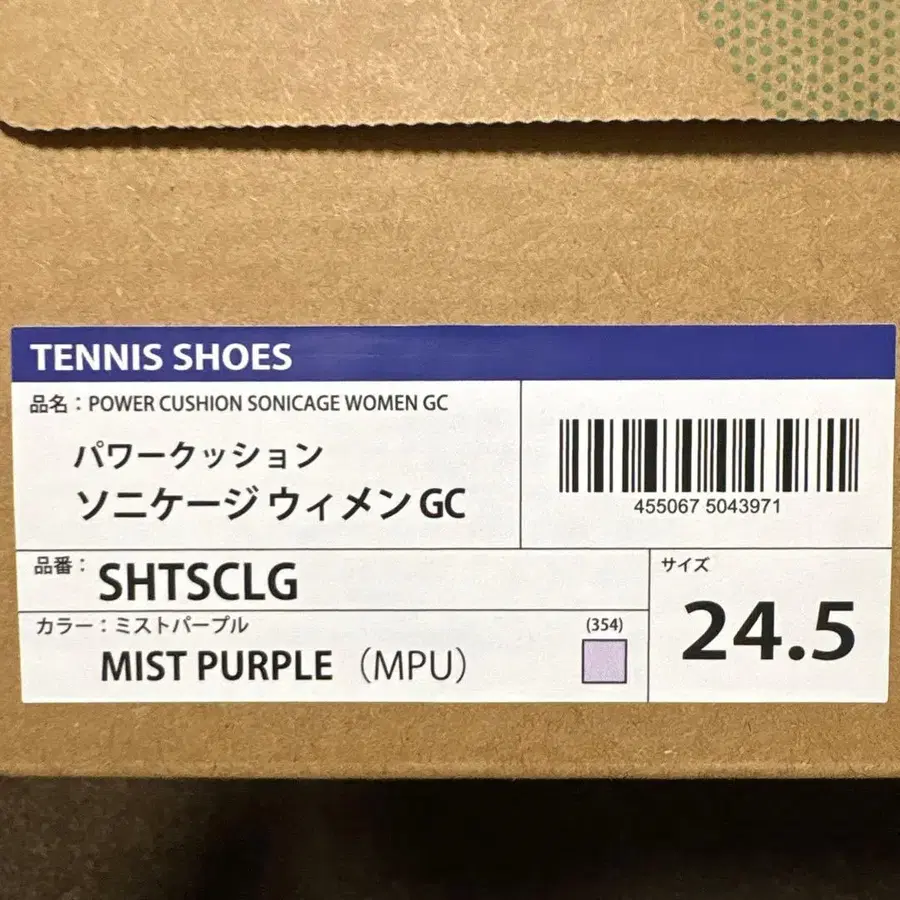 TENNIS SHOES
品名：POWER CUSHION SONICAGE WOMEN GC
パワークッション
ソニケージ ウィメン GC
455067 5043971
品番：
SHTSCLG
カラー：ミストパープル
MIST PURPLE（MPU）
(354)
サイズ
24.5